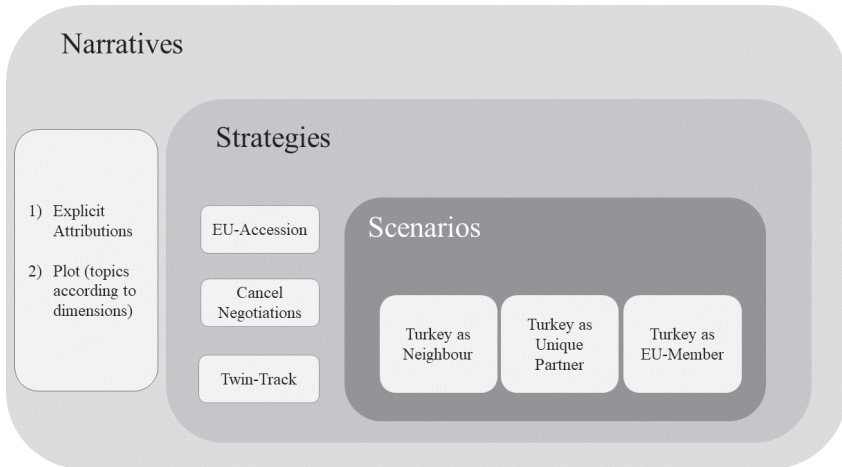 Narratives
Strategies
1) Explicit
Attributions
2) Plot (topics
according to
dimensions)
EU-Accession
Cancel
Negotiations
Twin-Track
Scenarios
Turkey as
Neighbour
Turkey as
Unique
Partner
Turkey as
EU-Member